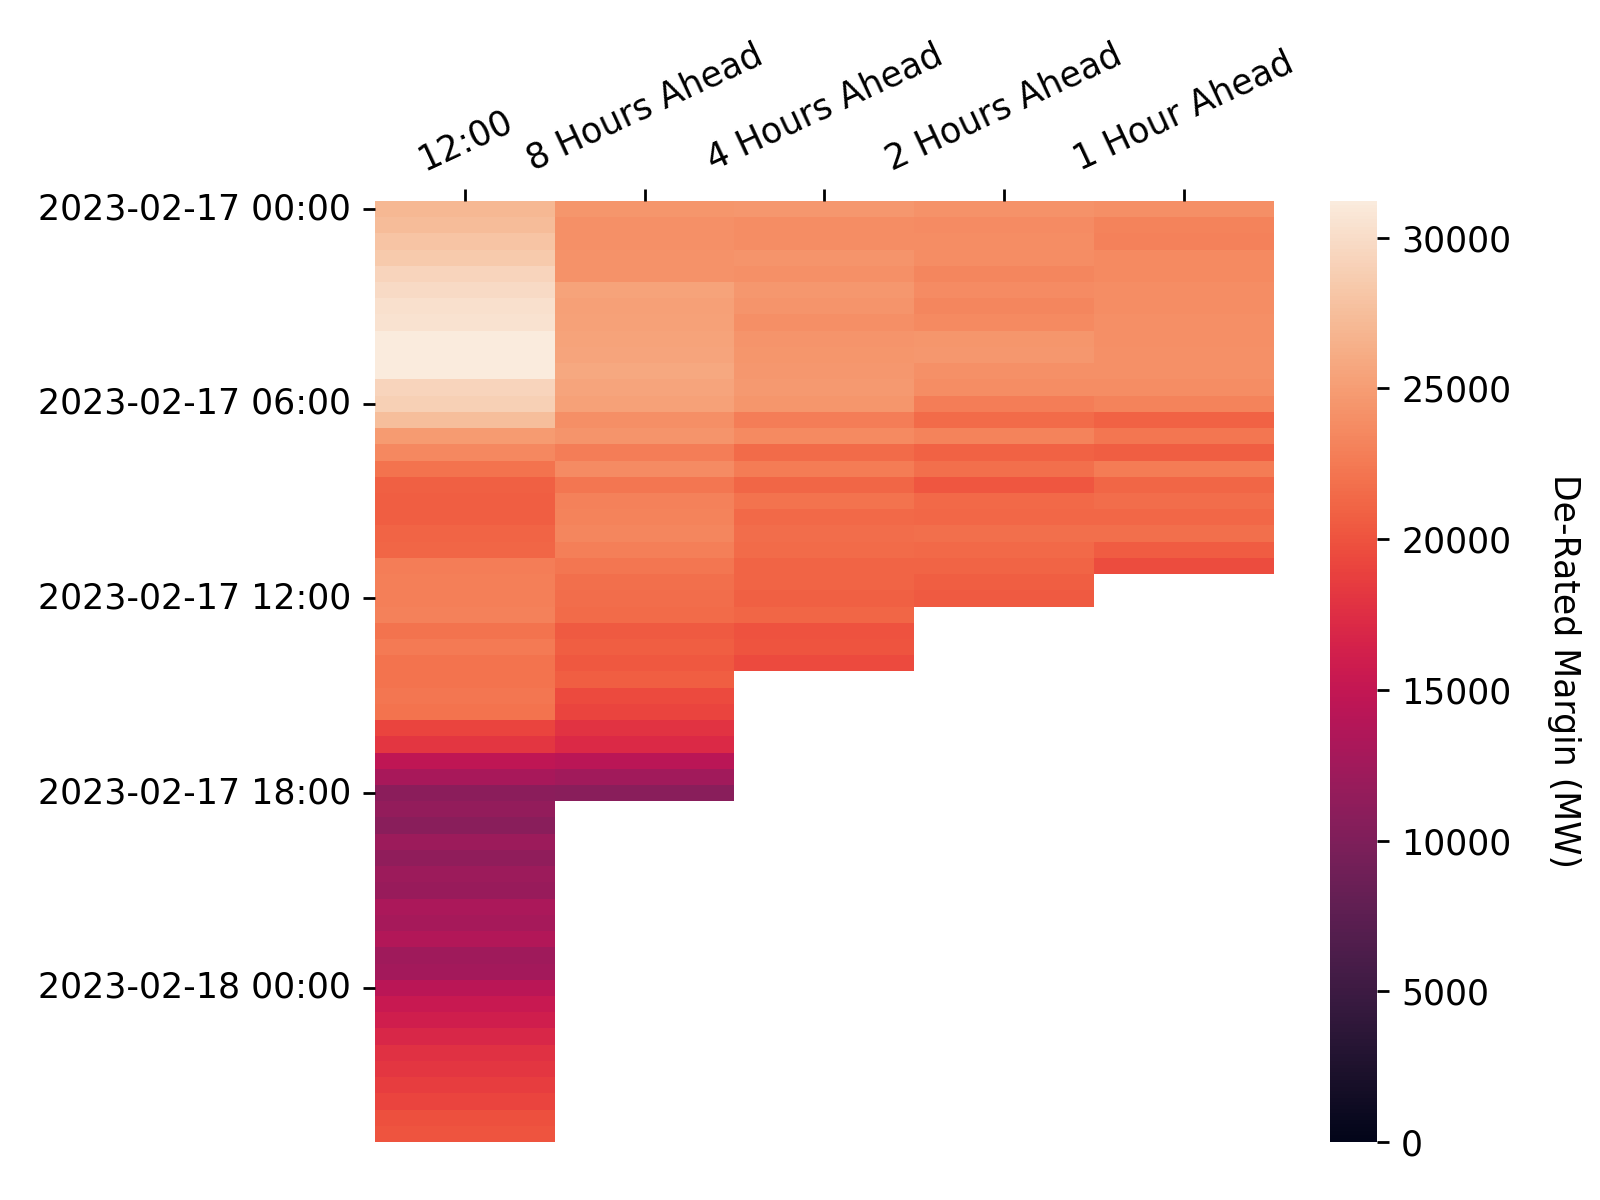 12:00
8 Hours Ahead
4 Hours Ahead
2 Hours Ahead
1 Hour Ahead
2023-02-17 00:00
2023-02-17 06:00
2023-02-17 12:00
2023-02-17 18:00
2023-02-18 00:00
30000
25000
20000
15000
10000
5000
0
De-Rated Margin (MW)